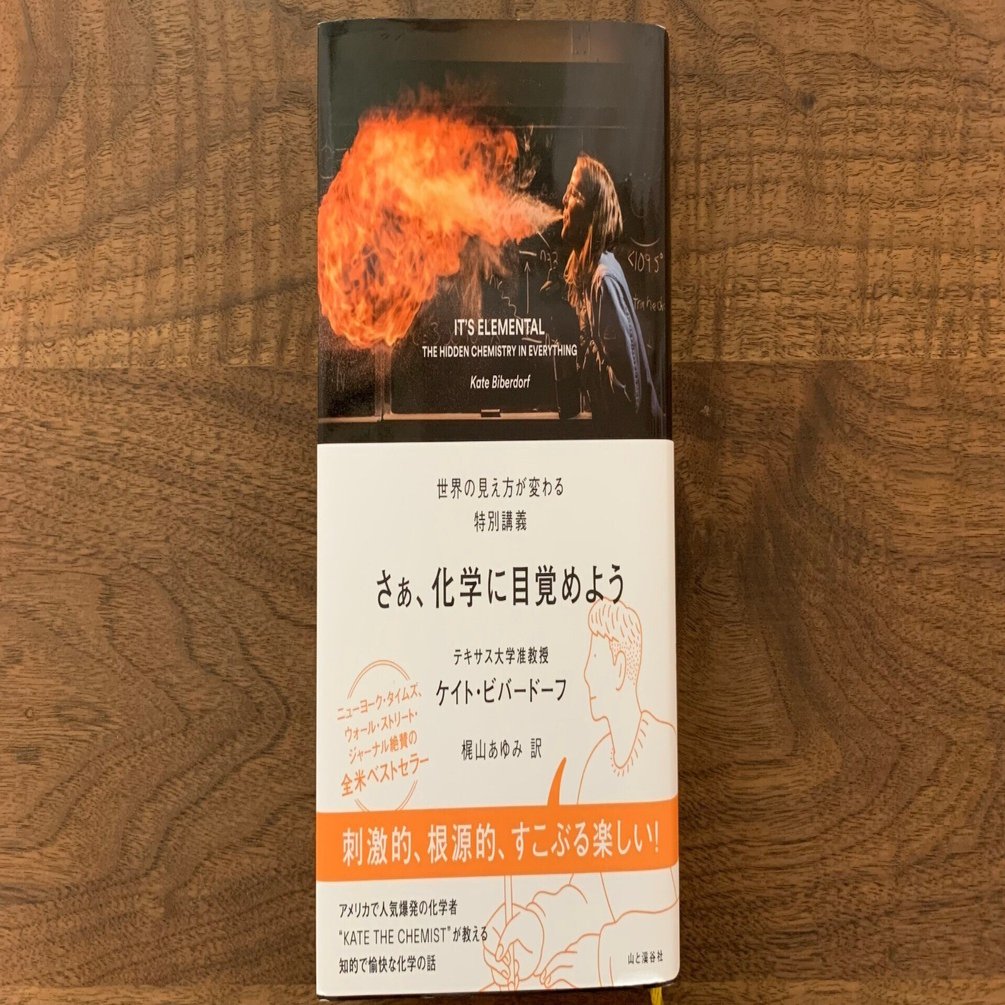 IT'S ELEMENTAL
THE HIDDEN CHEMISTRY IN EVERYTHING
Kate Biberdorf
<109.5°
世界の見え方が変わる
特別講義
さぁ、化学に目覚めよう
テキサス大学准教授
ケイト・ビバードーフ
梶山あゆみ 訳
ニューヨーク・タイムズ、
ウォール・ストリート・
ジャーナル絶賛の
全米ベストセラー
刺激的、根源的、すこぶる楽しい!
アメリカで人気爆発の化学者
“KATE THE CHEMIST”が教える
知的で愉快な化学の話
山と溪谷社